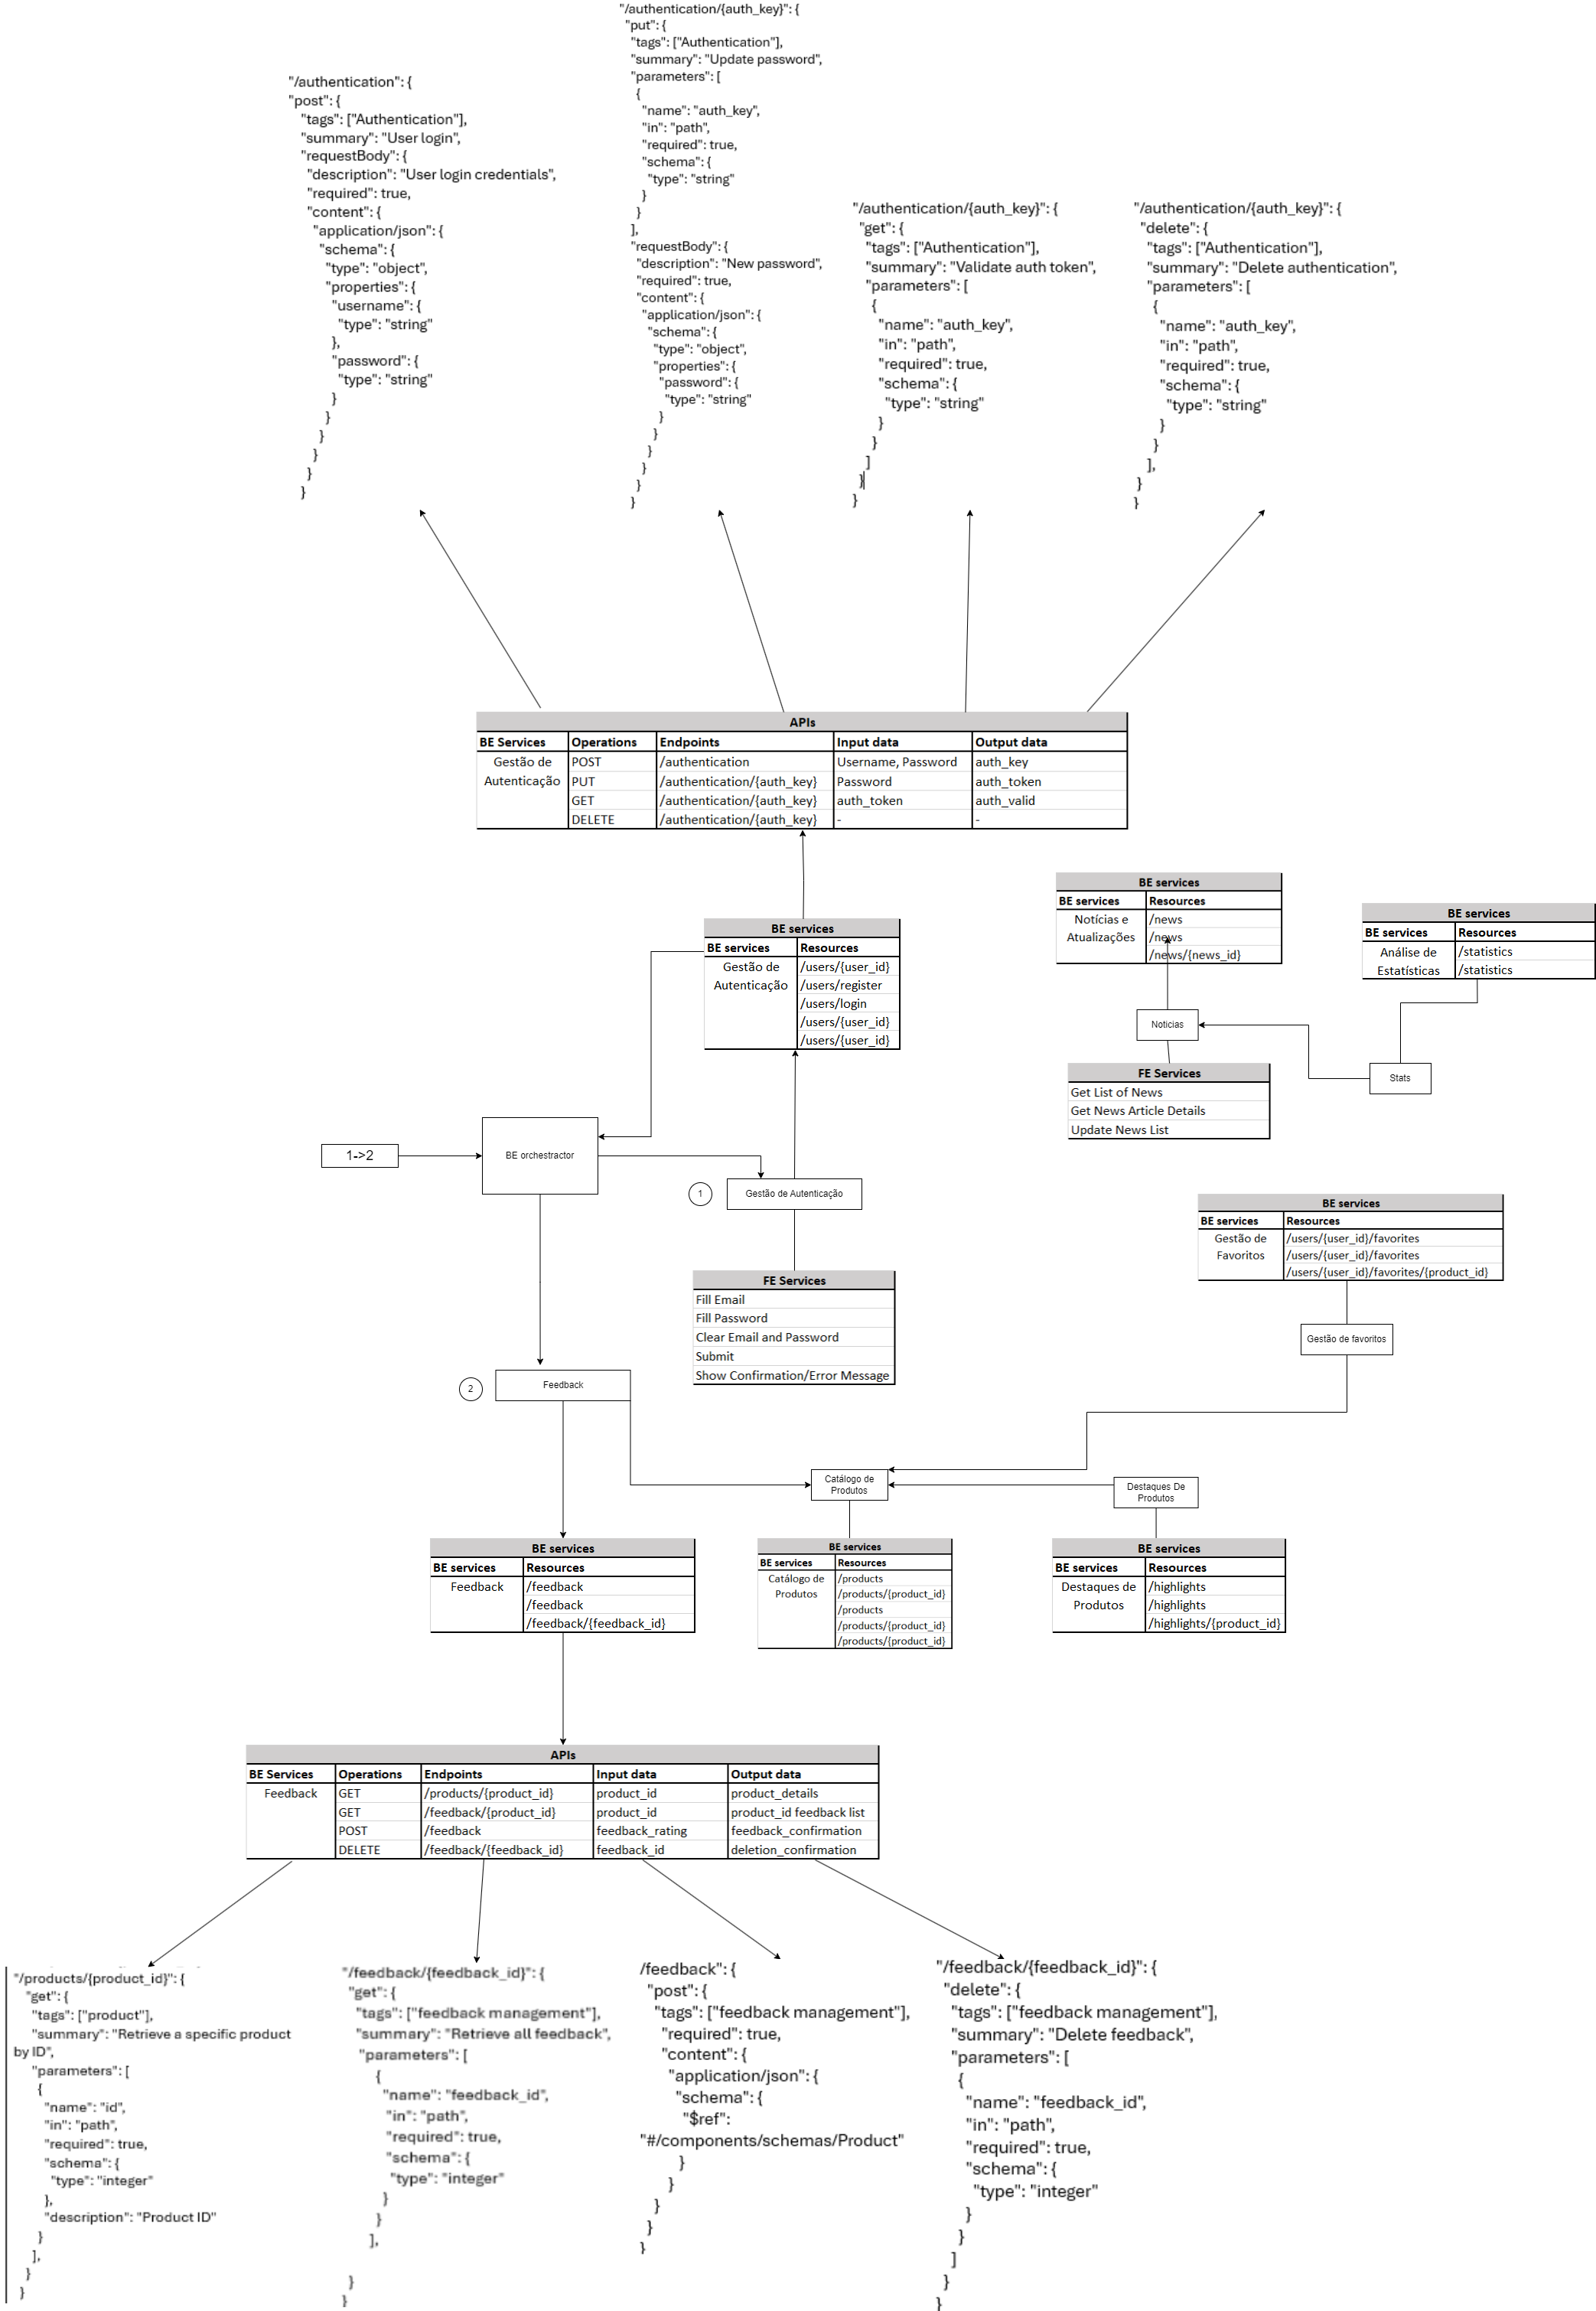 "/authentication": {
"post": {
"tags": ["Authentication"],
"summary": "User login",
"requestBody": {
"description": "User login credentials",
"required": true,
"content": {
"application/json": {
"schema": {
"type": "object",
"properties": {
"username": {
"type": "string"
},
"password": {
"type": "string"
}
}
}
}
}
}
"/authentication/{auth_key}": {
"put": {
"tags": ["Authentication"],
"summary": "Update password",
"parameters": [
{
"name": "auth_key",
"in": "path",
"required": true,
"schema": {
"type": "string"
}
}
],
"requestBody": {
"description": "New password",
"required": true,
"content": {
"application/json": {
"schema": {
"type": "object",
"properties": {
"password": {
"type": "string"
}
}
}
}
}
}
"/authentication/{auth_key}": {
"get": {
"tags": ["Authentication"],
"summary": "Validate auth token",
"parameters": [
{
"name": "auth_key",
"in": "path",
"required": true,
"schema": {
"type": "string"
}
}
]
}
}
"/authentication/{auth_key}": {
"delete": {
"tags": ["Authentication"],
"summary": "Delete authentication",
"parameters": [
{
"name": "auth_key",
"in": "path",
"required": true,
"schema": {
"type": "string"
}
}
],
}
}
APIs
BE Services Operations Endpoints Input data Output data
Gestão de POST /authentication Username, Password auth_key
Autenticação PUT /authentication/{auth_key} Password auth_token
GET /authentication/{auth_key} auth_token auth_valid
DELETE /authentication/{auth_key} - -
BE services
BE services Resources
Notícias e /news
Atualizações /news
/news/{news_id}
BE services
BE services Resources
Análise de /statistics
Estatísticas /statistics
BE services
BE services Resources
Gestão de /users/{user_id}
Autenticação /users/register
/users/login
/users/{user_id}
/users/{user_id}
Noticias
Stats
FE Services
Get List of News
Get News Article Details
Update News List
1->2
BE orchestractor
1
Gestão de Autenticação
BE services
BE services Resources
Gestão de /users/{user_id}/favorites
Favoritos /users/{user_id}/favorites
/users/{user_id}/favorites/{product_id}
FE Services
Fill Email
Fill Password
Clear Email and Password
Submit
Show Confirmation/Error Message
Gestão de favoritos
2
Feedback
Catálogo de
Produtos
Destaques De
Produtos
BE services
BE services Resources
Feedback /feedback
/feedback
/feedback/{feedback_id}
BE services
BE services Resources
Catálogo de /products
Produtos /products/{product_id}
/products
/products/{product_id}
/products/{product_id}
BE services
BE services Resources
Destaques de /highlights
Produtos /highlights
/highlights/{product_id}
APIs
BE Services Operations Endpoints Input data Output data
Feedback GET /products/{product_id} product_id product_details
GET /feedback/{product_id} product_id product_id feedback list
POST /feedback feedback_rating feedback_confirmation
DELETE /feedback/{feedback_id} feedback_id deletion_confirmation
"/products/{product_id}": {
"get": {
"tags": ["product"],
"summary": "Retrieve a specific product
by ID",
"parameters": [
{
"name": "id",
"in": "path",
"required": true,
"schema": {
"type": "integer"
},
"description": "Product ID"
}
],
}
}
"/feedback/{feedback_id}": {
"get": {
"tags": ["feedback management"],
"summary": "Retrieve all feedback",
"parameters": [
{
"name": "feedback_id",
"in": "path",
"required": true,
"schema": {
"type": "integer"
}
}
],
}
}
/feedback": {
"post": {
"tags": ["feedback management"],
"required": true,
"content": {
"application/json": {
"schema": {
"$ref":
"#/components/schemas/Product"
}
}
}
}
}
"/feedback/{feedback_id}": {
"delete": {
"tags": ["feedback management"],
"summary": "Delete feedback",
"parameters": [
{
"name": "feedback_id",
"in": "path",
"required": true,
"schema": {
"type": "integer"
}
}
]
}
}